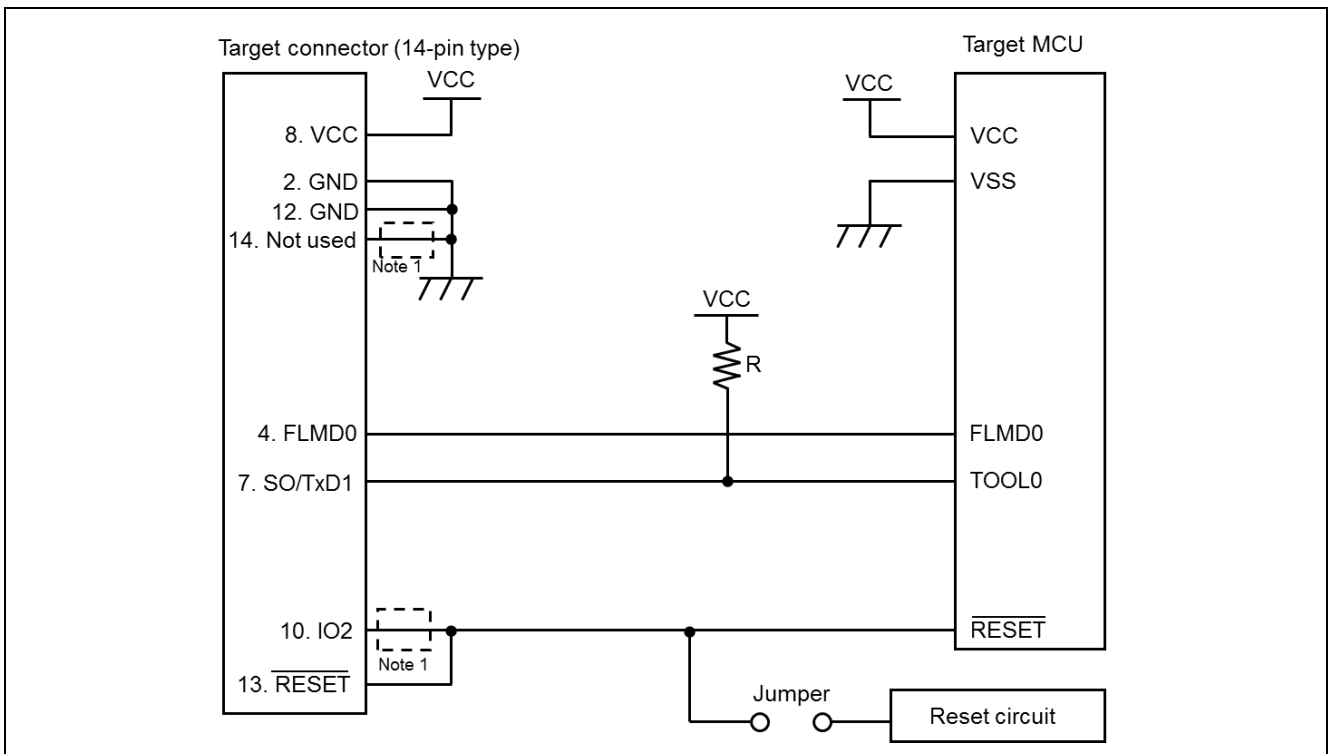 Target connector (14-pin type)
Target MCU
VCC
VCC
8. VCC
VCC
2. GND
VSS
12. GND
14. Not used
Note 1
VCC
R
4. FLMD0
FLMD0
7. SO/TxD1
TOOL0
10. IO2
RESET
Note 1
13. RESET
Jumper
Reset circuit